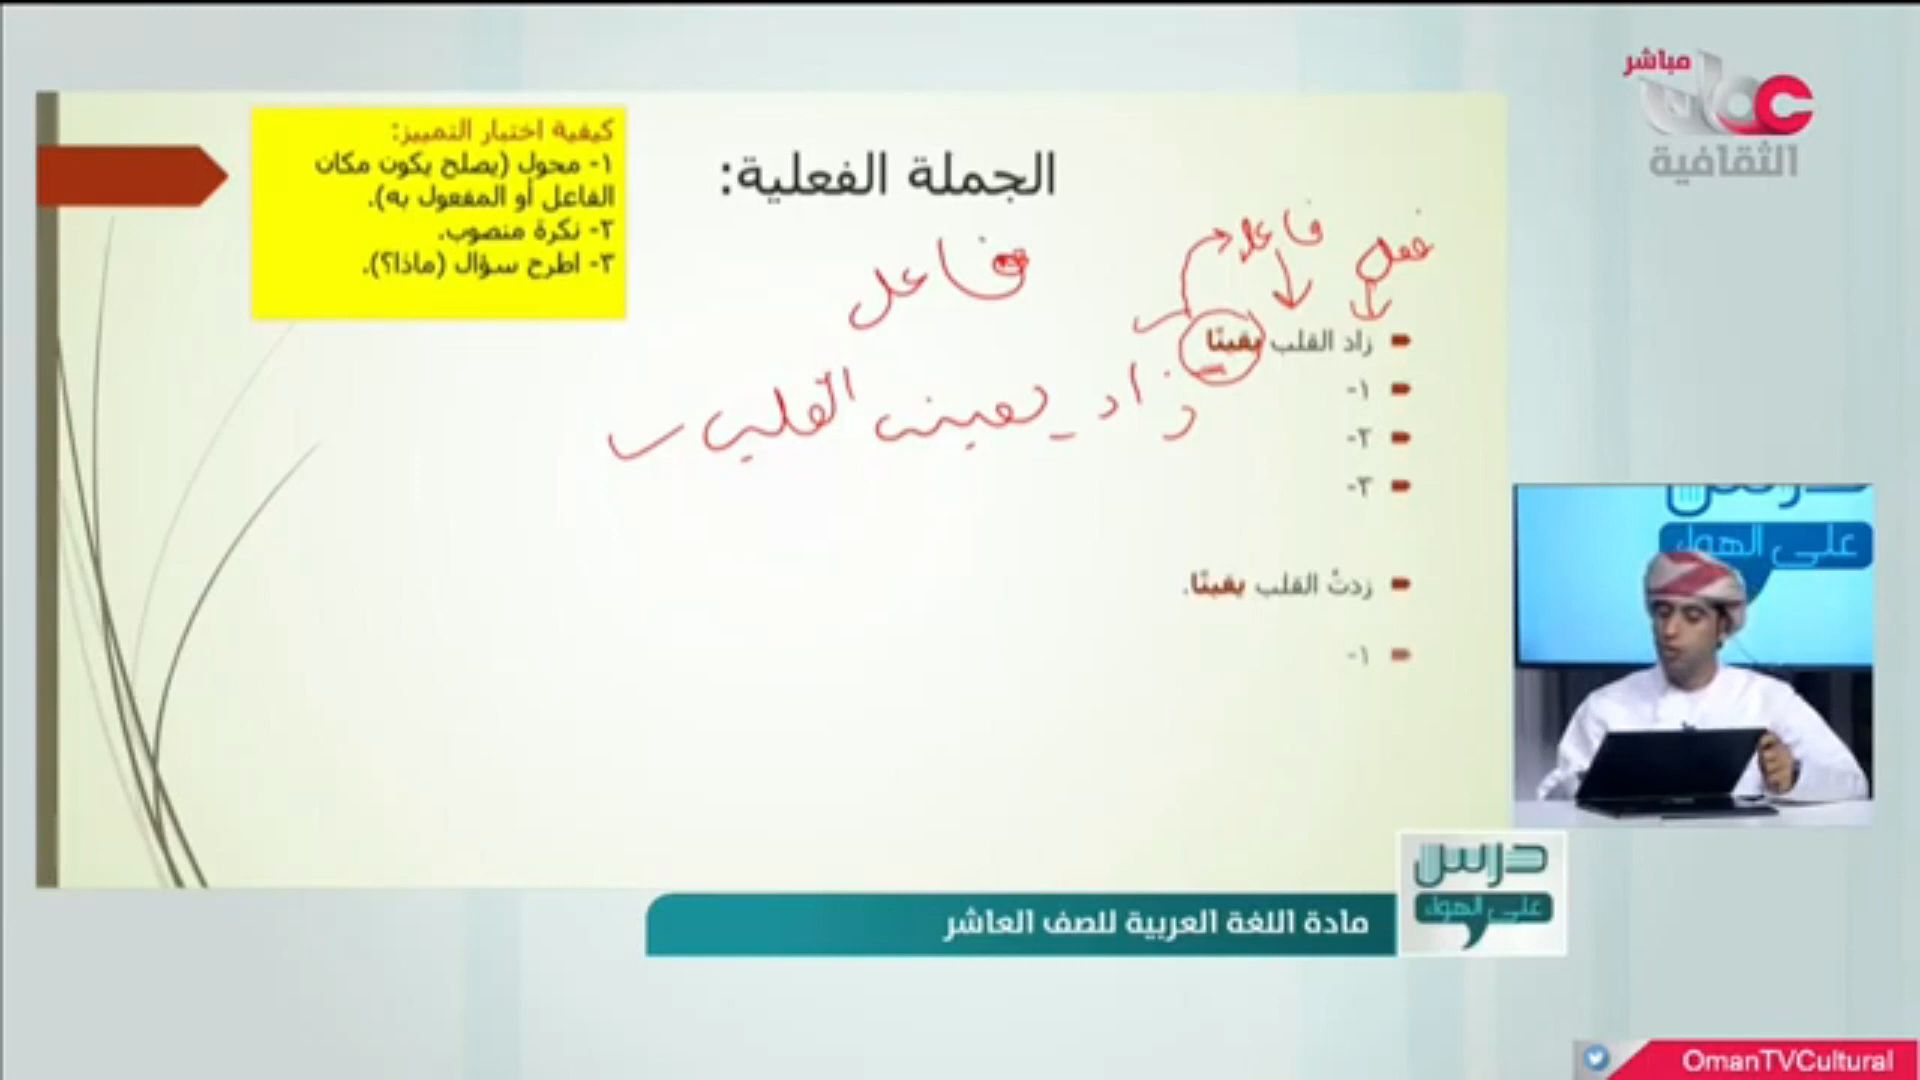 مباشر
عمان
الثقافية
كيفية اختبار التمييز:
١- محول (يصلح يكون مكان
الفاعل أو المفعول به).
٢- نكرة منصوب.
٣- اطرح سؤال (ماذا؟).
الجملة الفعلية:
فعل فاعل
فاعل
زاد القلب يقينًا
زاد يقين القلب
١-
٢-
٣-
زدتُ القلب يقينًا.
١-
درس
على الهواء
درس
على الهواء
مادة اللغة العربية للصف العاشر
OmanTVCultural